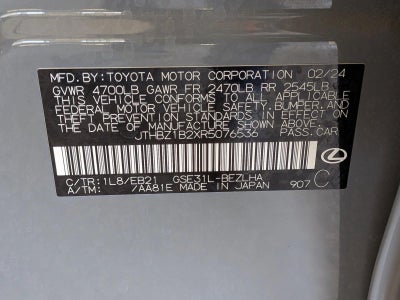 MFD.BY:TOYOTA MOTOR CORPORATION 02/24
GVWR 4700LB GAWR FR 2470LB RR 2545LB
THIS VEHICLE CONFORMS TO ALL APPLICABLE
FEDERAL MOTOR VEHICLE SAFETY, BUMPER, AND
THEFT PREVENTION STANDARDS IN EFFECT ON
THE DATE OF MANUFACTURE SHOWN ABOVE.
JTHBZ1B2XR5076536 PASS.CAR
C/TR:1L8/EB21 GSE31L-BEZLHA
A/TM: /AA81E MADE IN JAPAN 907 C